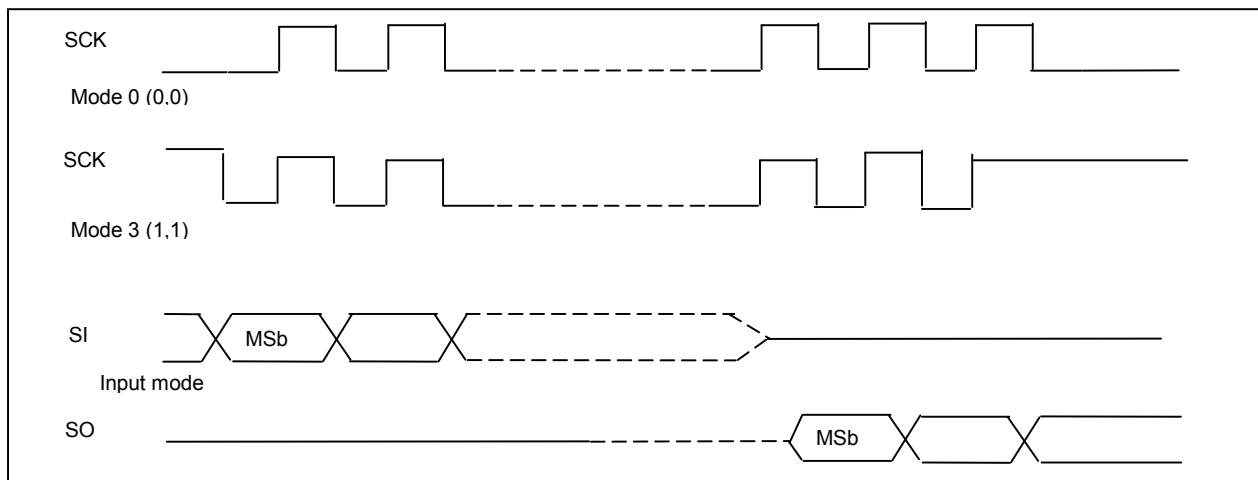 SCK
Mode 0 (0,0)
SCK
Mode 3 (1,1)
SI
MSb
Input mode
SO
MSb